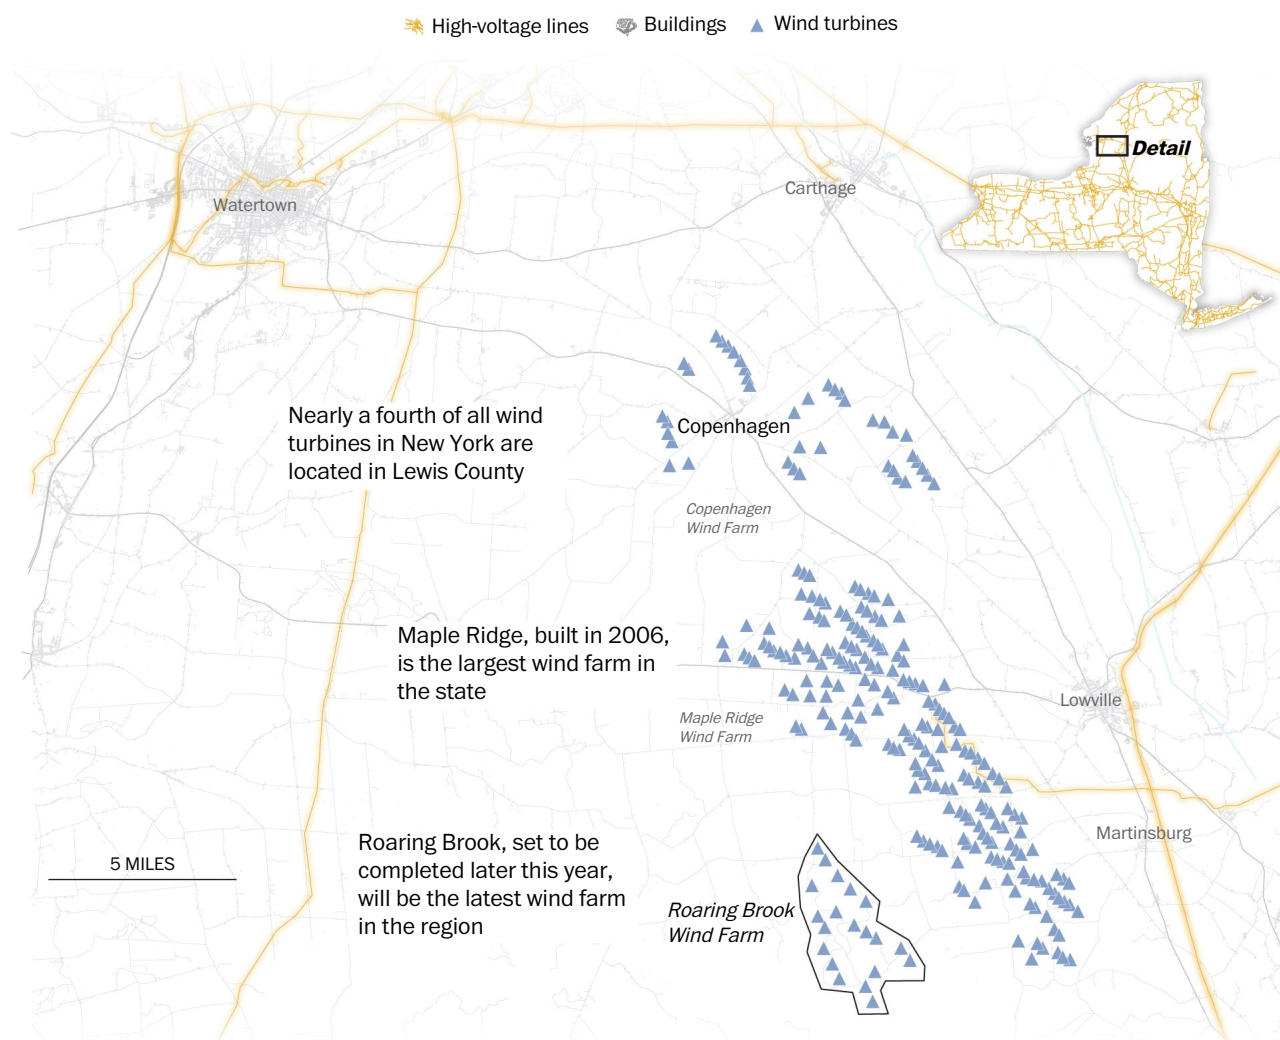 High-voltage lines
Buildings
Wind turbines
Detail
Carthage
Watertown
Nearly a fourth of all wind
turbines in New York are
located in Lewis County
Copenhagen
Copenhagen
Wind Farm
Maple Ridge, built in 2006,
is the largest wind farm in
the state
Lowville
Maple Ridge
Wind Farm
Martinsburg
Roaring Brook, set to be
completed later this year,
will be the latest wind farm
in the region
5 MILES
Roaring Brook
Wind Farm